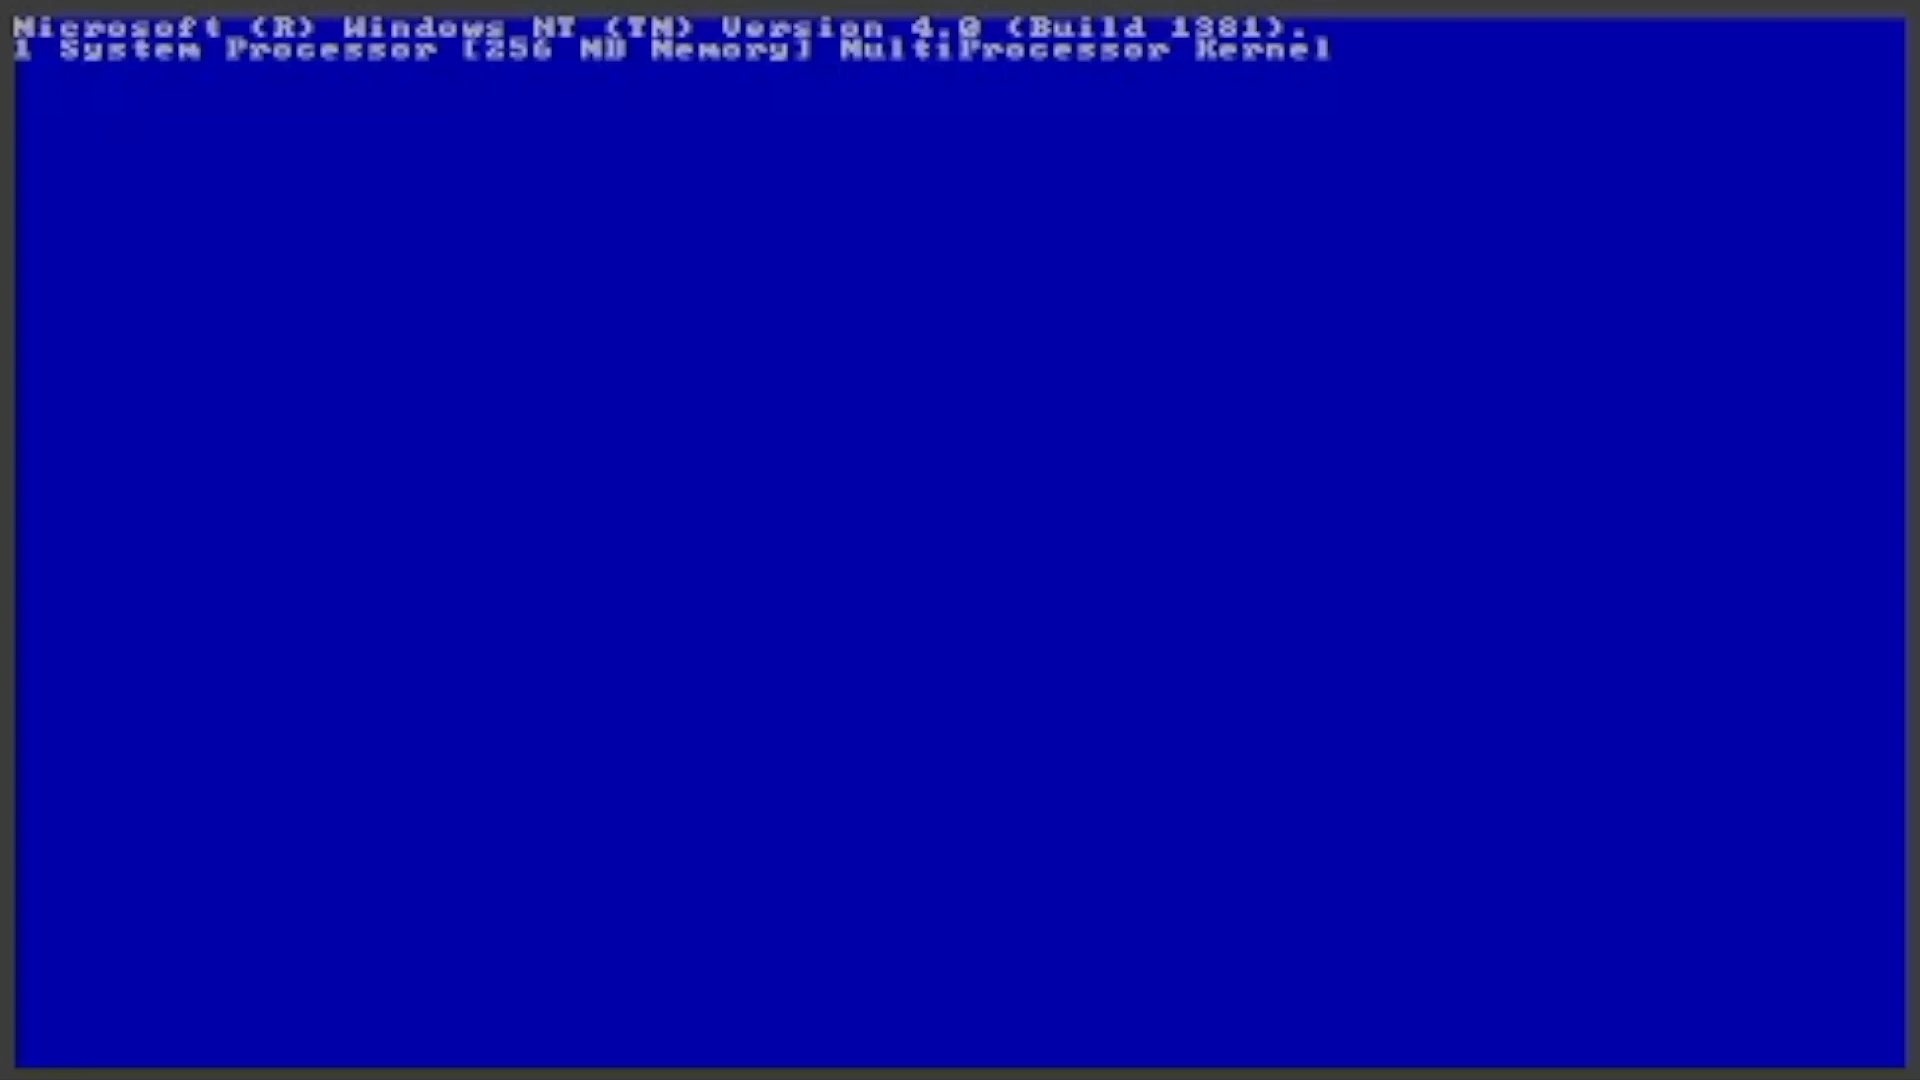 Microsoft (R) Windows NT (TM) Version 4.0 (Build 1381).
1 System Processor [256 MB Memory] MultiProcessor Kernel